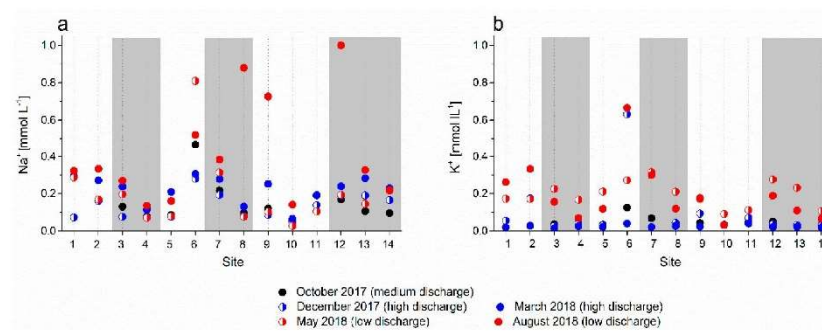 a
b
1.0
0.8
0.6
0.4
0.2
0.0
Na⁺ [mmol L⁻¹]
1 2 3 4 5 6 7 8 9 10 11 12 13 14
Site
1.0
0.8
0.6
0.4
0.2
0.0
K⁺ [mmol lL¹]
1 2 3 4 5 6 7 8 9 10 11 12 13 1
Site
October 2017 (medium discharge)
December 2017 (high discharge) March 2018 (high discharge)
May 2018 (low discharge) August 2018 (low discharge)